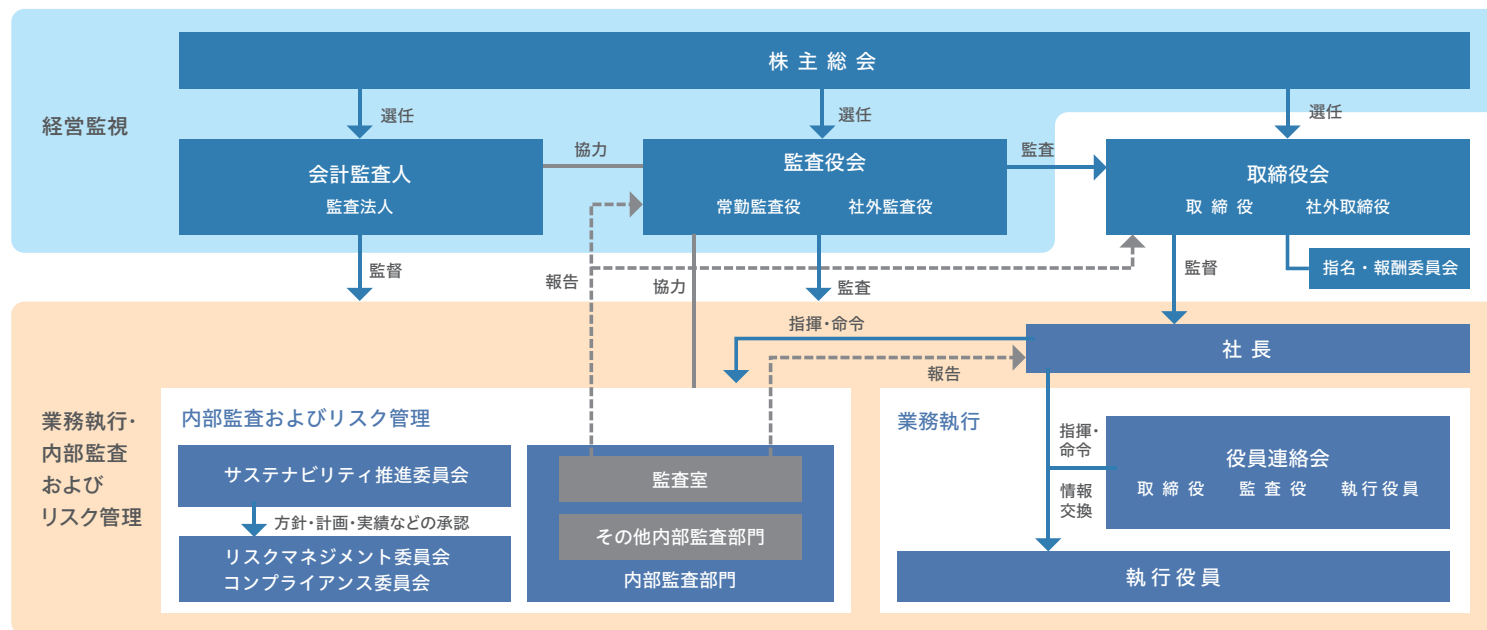 株主総会
経営監視
選任
選任
選任
会計監査人
監査法人
協力
監査役会
常勤監査役 社外監査役
監査
取締役会
取締役 社外取締役
監督
報告
協力
監査
監督
指名・報酬委員会
指揮・命令
社長
報告
業務執行・
内部監査
および
リスク管理
内部監査およびリスク管理
サステナビリティ推進委員会
方針・計画・実績などの承認
リスクマネジメント委員会
コンプライアンス委員会
監査室
その他内部監査部門
内部監査部門
業務執行
指揮・
命令
情報
交換
役員連絡会
取締役 監査役 執行役員
執行役員